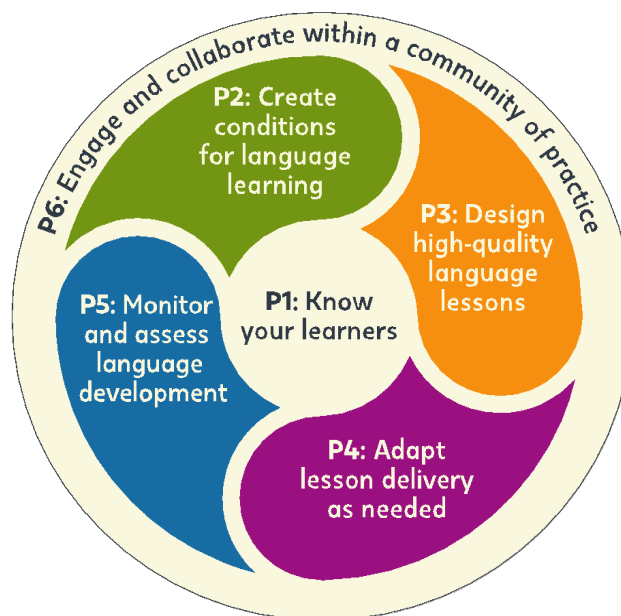 P6: Engage and collaborate within a community of practice
P2: Create
conditions
for language
learning
P3: Design
high-quality
language
lessons
P1: Know
your learners
P5: Monitor
and assess
language
development
P4: Adapt
lesson delivery
as needed